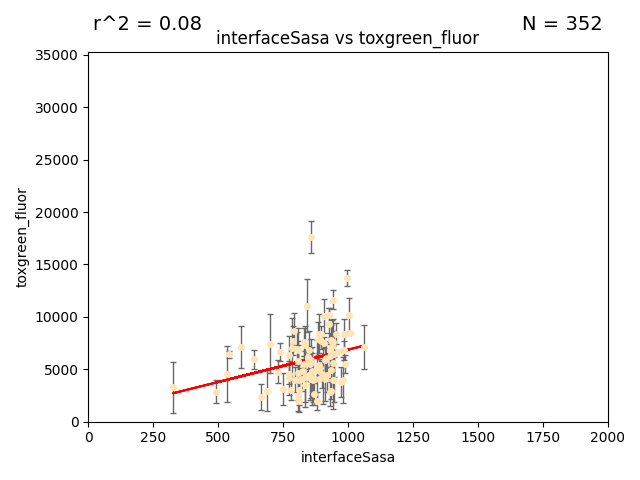 r^2 = 0.08
N = 352
interfaceSasa vs toxgreen_fluor
35000
30000
25000
20000
15000
10000
5000
0
toxgreen_fluor
0 250 500 750 1000 1250 1500 1750 2000
interfaceSasa